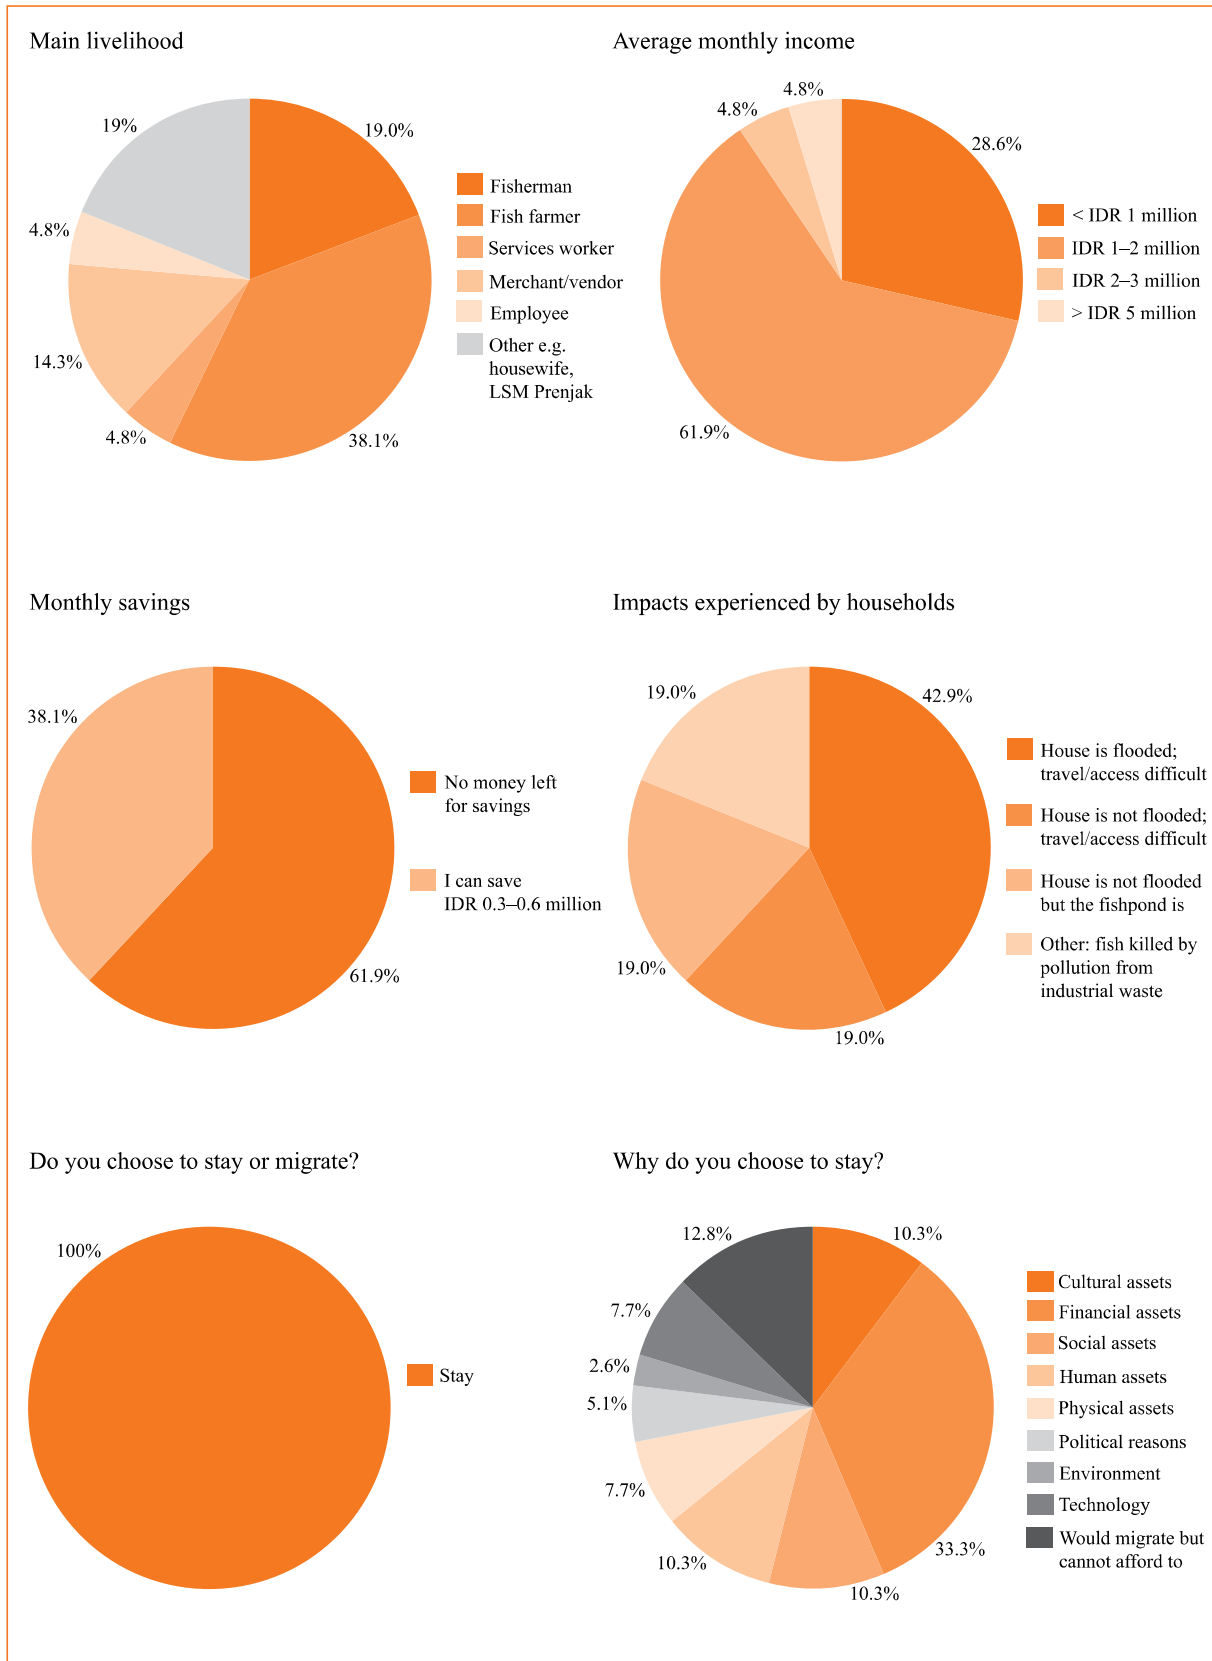 Main livelihood
19%
19.0%
4.8%
14.3%
4.8%
38.1%
Fisherman
Fish farmer
Services worker
Merchant/vendor
Employee
Other e.g.
housewife,
LSM Prenjak
Average monthly income
4.8%
4.8%
28.6%
61.9%
< IDR 1 million
IDR 1–2 million
IDR 2–3 million
> IDR 5 million
Monthly savings
38.1%
61.9%
No money left
for savings
I can save
IDR 0.3–0.6 million
Impacts experienced by households
19.0%
42.9%
19.0%
19.0%
House is flooded;
travel/access difficult
House is not flooded;
travel/access difficult
House is not flooded
but the fishpond is
Other: fish killed by
pollution from
industrial waste
Do you choose to stay or migrate?
100%
Stay
Why do you choose to stay?
12.8%
10.3%
7.7%
2.6%
5.1%
7.7%
10.3%
10.3%
33.3%
Cultural assets
Financial assets
Social assets
Human assets
Physical assets
Political reasons
Environment
Technology
Would migrate but
cannot afford to